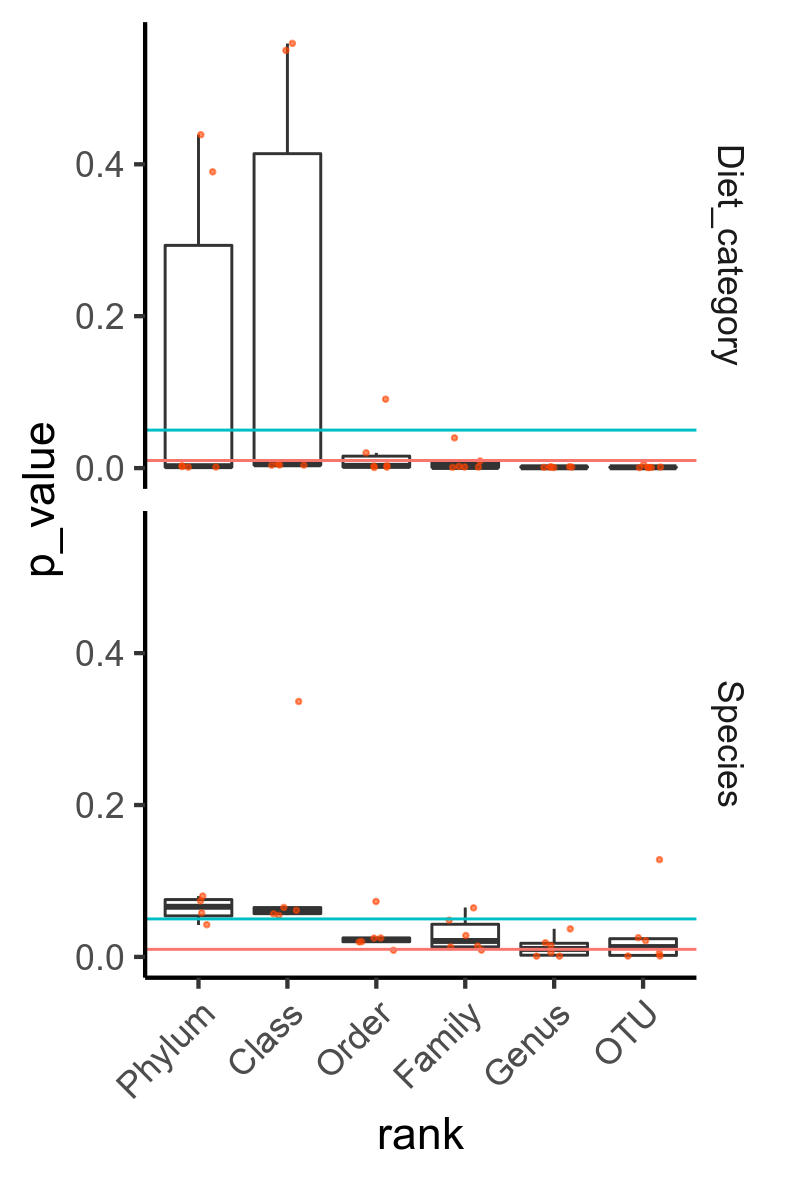 p_value
0.4
0.2
0.0
Diet_category
0.4
0.2
0.0
Species
Phylum
Class
Order
Family
Genus
OTU
rank